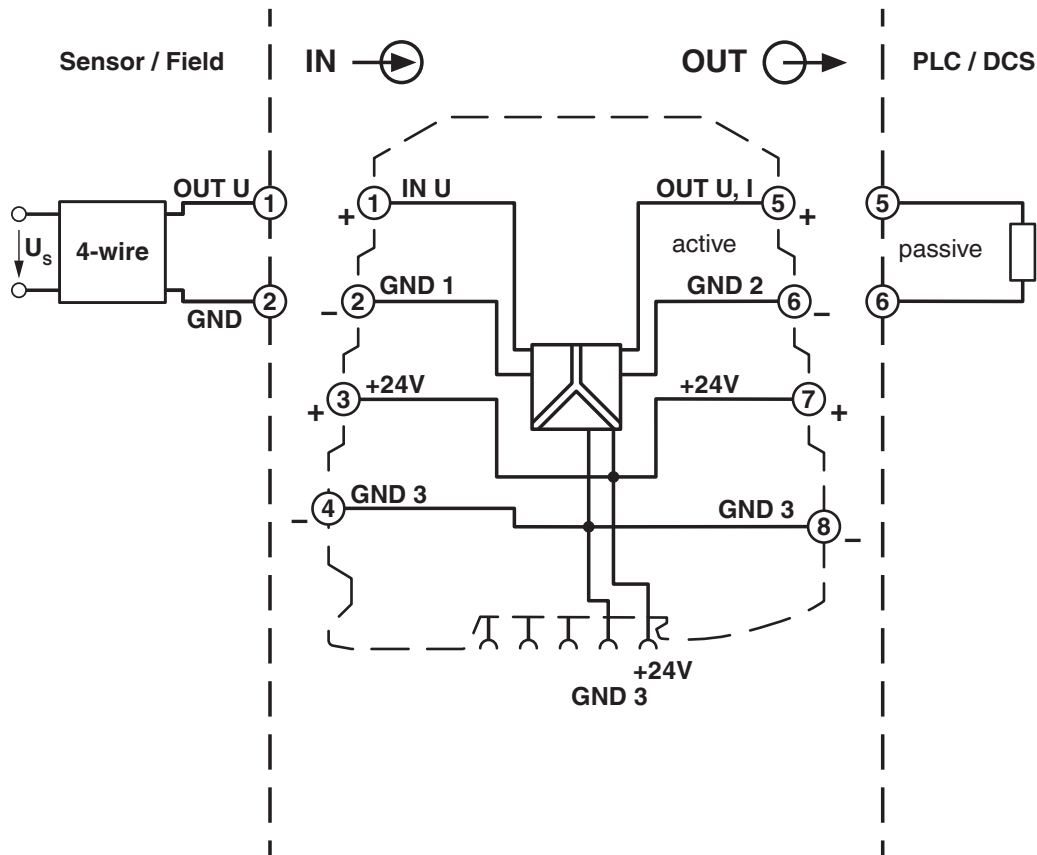 Sensor / Field
IN
OUT
PLC / DCS
OUT U
1
1
IN U
OUT U, I
5
5
+
+
4-wire
Us
active
passive
GND
2
2
GND 1
GND 2
6
6
–
–
3
+24V
+24V
7
+
+
4
GND 3
GND 3
8
–
–
+24V
GND 3